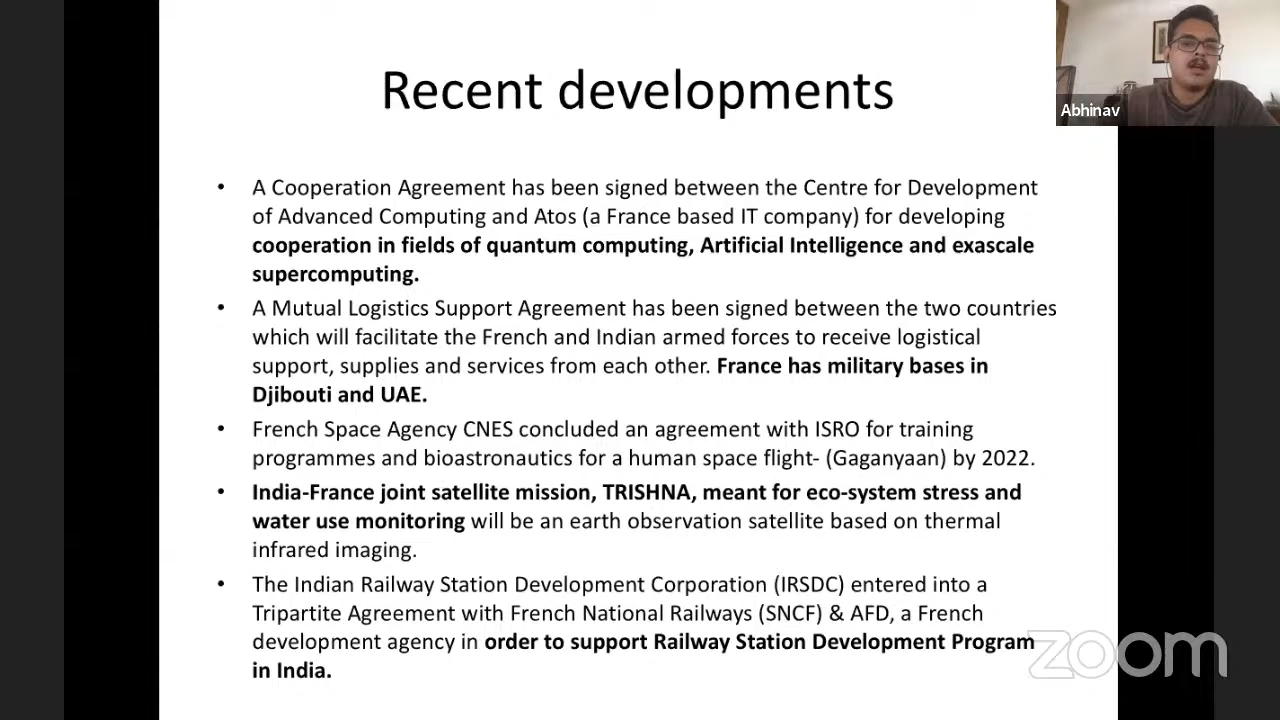 Recent developments
Abhinav
• A Cooperation Agreement has been signed between the Centre for Development
of Advanced Computing and Atos (a France based IT company) for developing
cooperation in fields of quantum computing, Artificial Intelligence and exascale
supercomputing.
• A Mutual Logistics Support Agreement has been signed between the two countries
which will facilitate the French and Indian armed forces to receive logistical
support, supplies and services from each other. France has military bases in
Djibouti and UAE.
• French Space Agency CNES concluded an agreement with ISRO for training
programmes and bioastronautics for a human space flight- (Gaganyaan) by 2022.
• India-France joint satellite mission, TRISHNA, meant for eco-system stress and
water use monitoring will be an earth observation satellite based on thermal
infrared imaging.
• The Indian Railway Station Development Corporation (IRSDC) entered into a
Tripartite Agreement with French National Railways (SNCF) & AFD, a French
development agency in order to support Railway Station Development Program
in India.
zoom